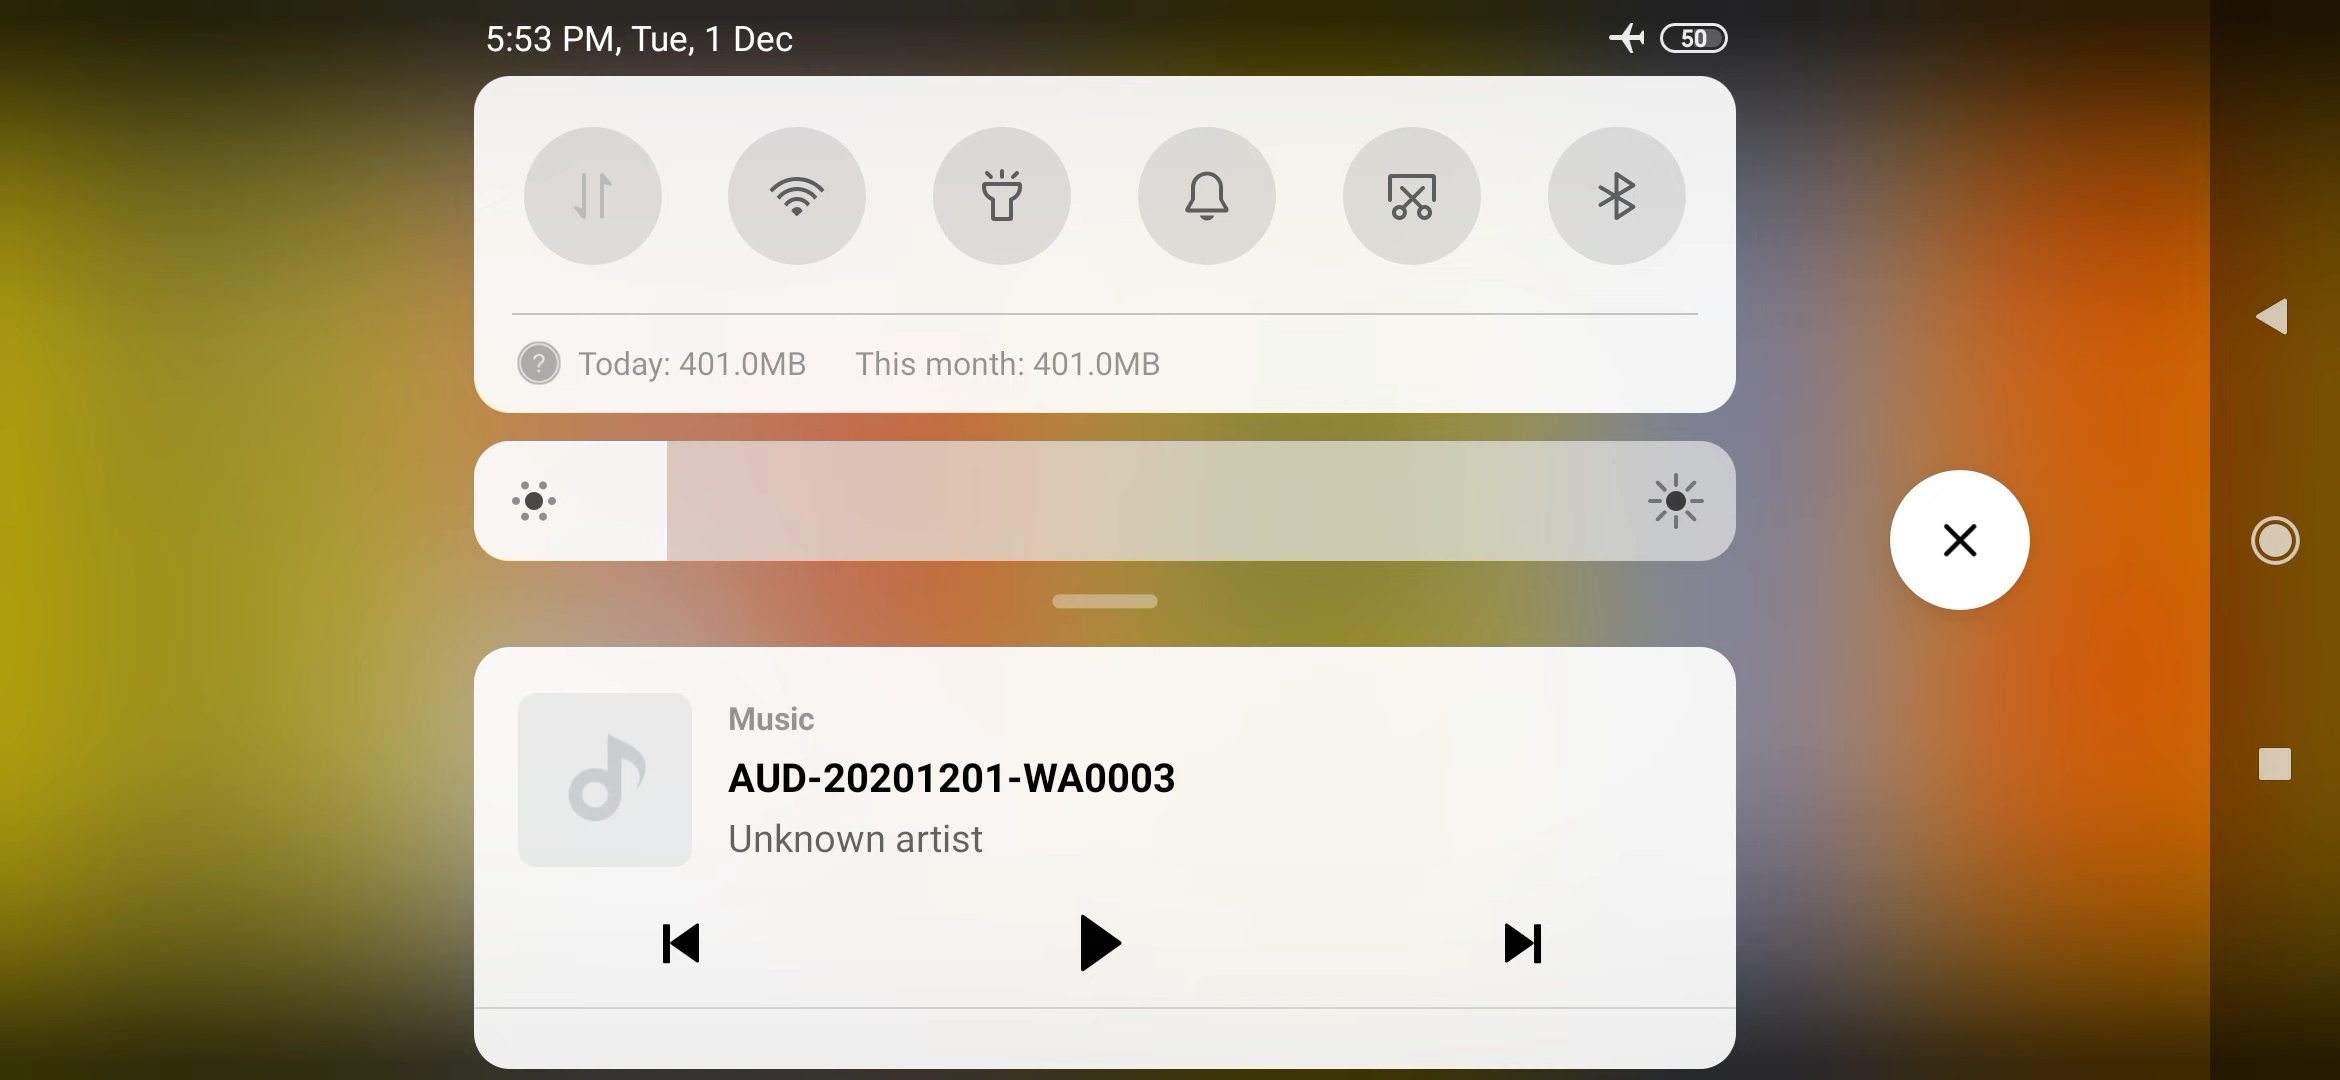 5:53 PM, Tue, 1 Dec
50
? Today: 401.0MB This month: 401.0MB
Music
AUD-20201201-WA0003
Unknown artist